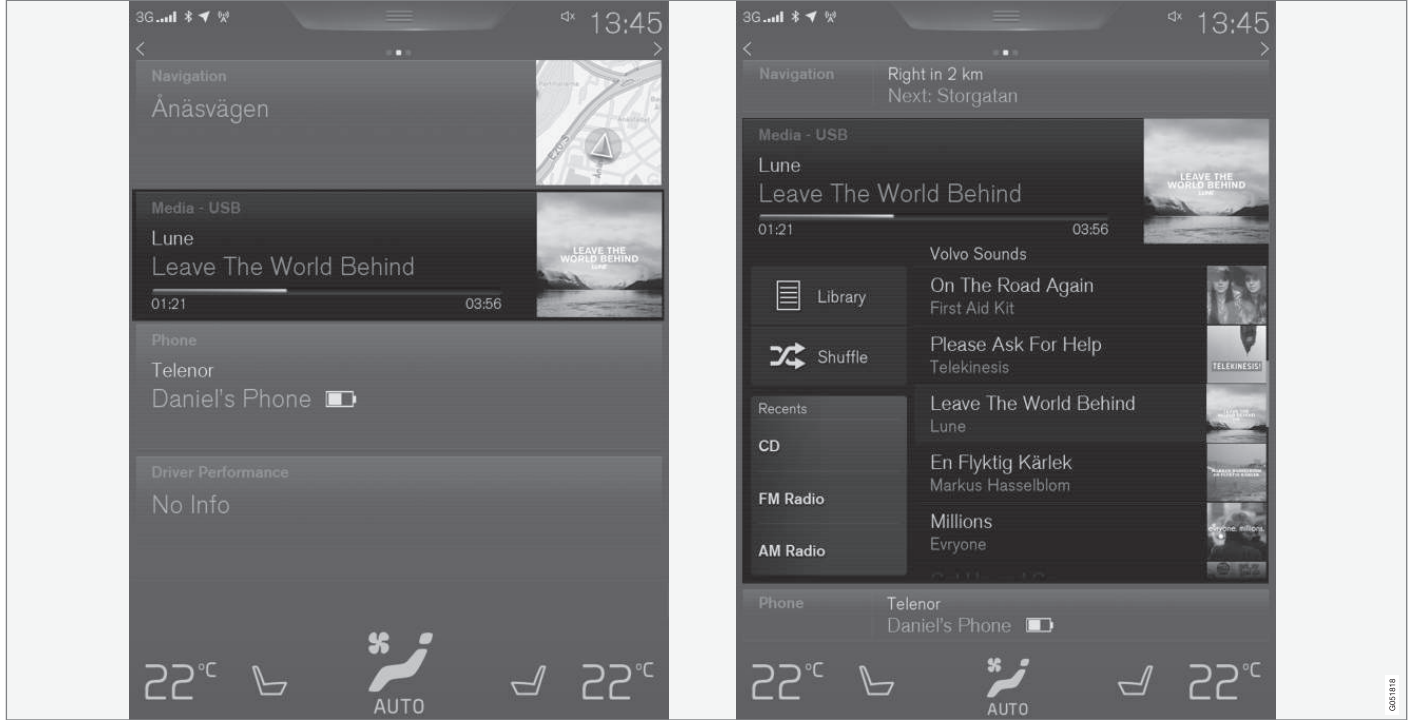 3G
13:45
Navigation
Ånäsvägen
Media - USB
Lune
Leave The World Behind
01:21
03:56
LEAVE THE
WORLD BEHIND
LUNE
Phone
Telenor
Daniel's Phone
Driver Performance
No Info
22°C
AUTO
22°C
3G
13:45
Navigation
Right in 2 km
Next: Storgatan
Media - USB
Lune
Leave The World Behind
01:21
03:56
LEAVE THE
WORLD BEHIND
LUNE
Volvo Sounds
Library
Shuffle
Recents
CD
FM Radio
AM Radio
On The Road Again
First Aid Kit
Please Ask For Help
Telekinesis
TELEKINESIS!
Leave The World Behind
Lune
En Flyktig Kärlek
Markus Hasselblom
Millions
Evryone
evryone. millions.
Phone
Telenor
Daniel's Phone
22°C
AUTO
22°C
G051818